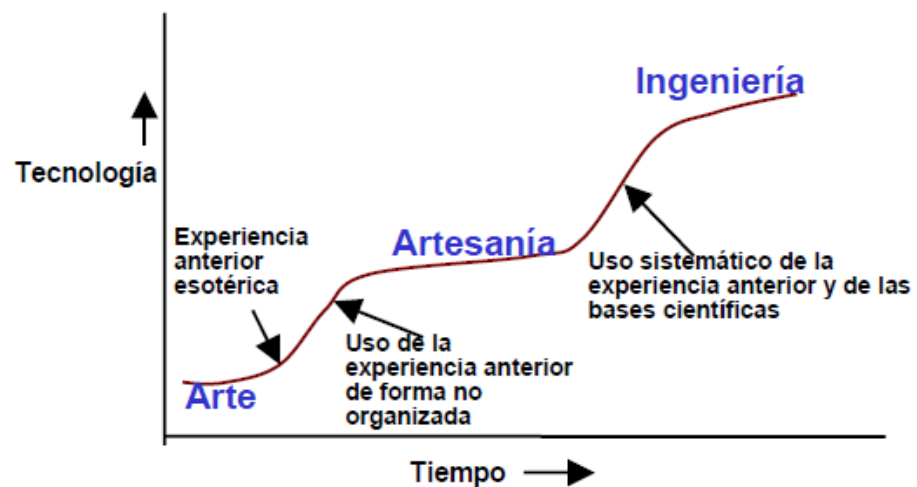 Ingeniería
Tecnología
Experiencia
anterior
esotérica
Artesanía
Uso sistemático de la
experiencia anterior y de las
bases científicas
Uso de la
experiencia anterior
de forma no
organizada
Arte
Tiempo